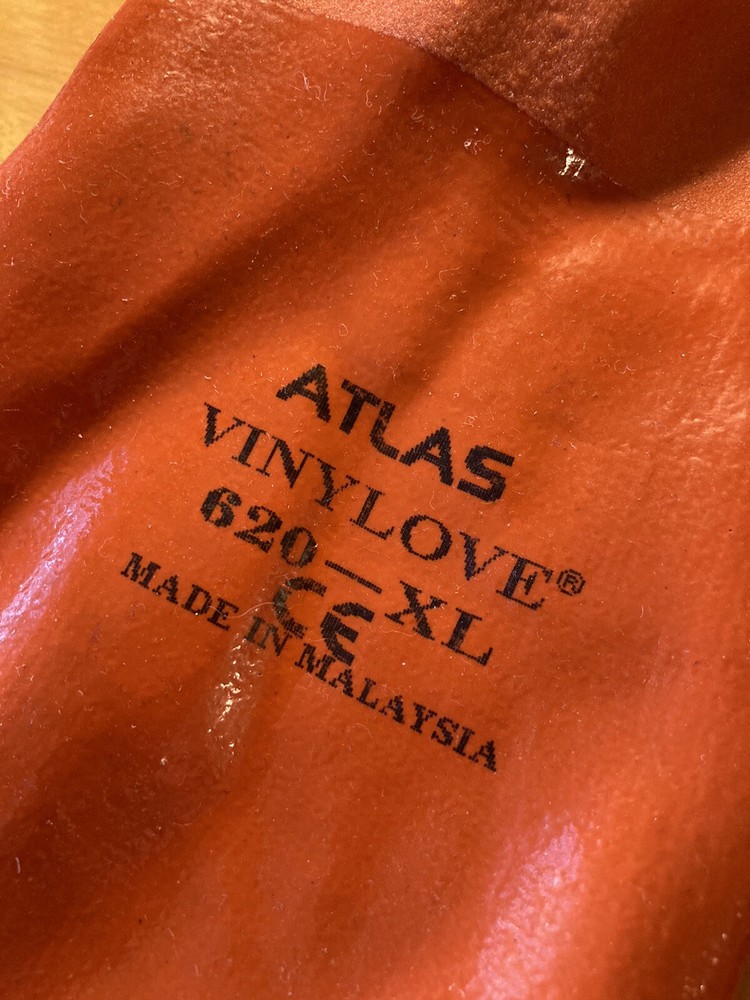 ATLAS
VINYLOVE®
620-XL
CE
MADE IN MALAYSIA